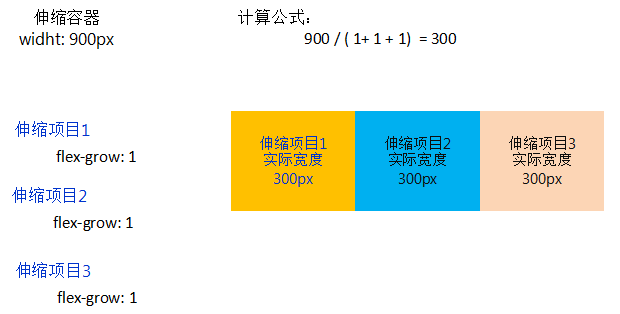 伸缩容器
widht: 900px
计算公式：
900 / ( 1+ 1 + 1)  = 300
伸缩项目1
flex-grow: 1
伸缩项目2
flex-grow: 1
伸缩项目3
flex-grow: 1
伸缩项目1
实际宽度
300px
伸缩项目2
实际宽度
300px
伸缩项目3
实际宽度
300px